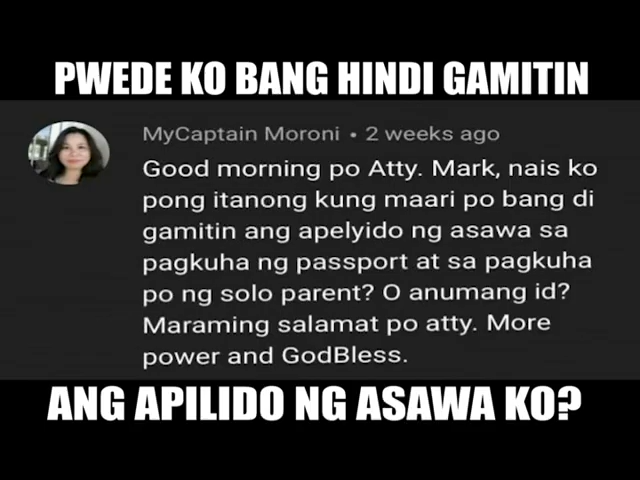 PWEDE KO BANG HINDI GAMITIN
MyCaptain Moroni • 2 weeks ago
Good morning po Atty. Mark, nais ko
pong itanong kung maari po bang di
gamitin ang apelyido ng asawa sa
pagkuha ng passport at sa pagkuha
po ng solo parent? O anumang id?
Maraming salamat po atty. More
power and GodBless.
ANG APILIDO NG ASAWA KO?